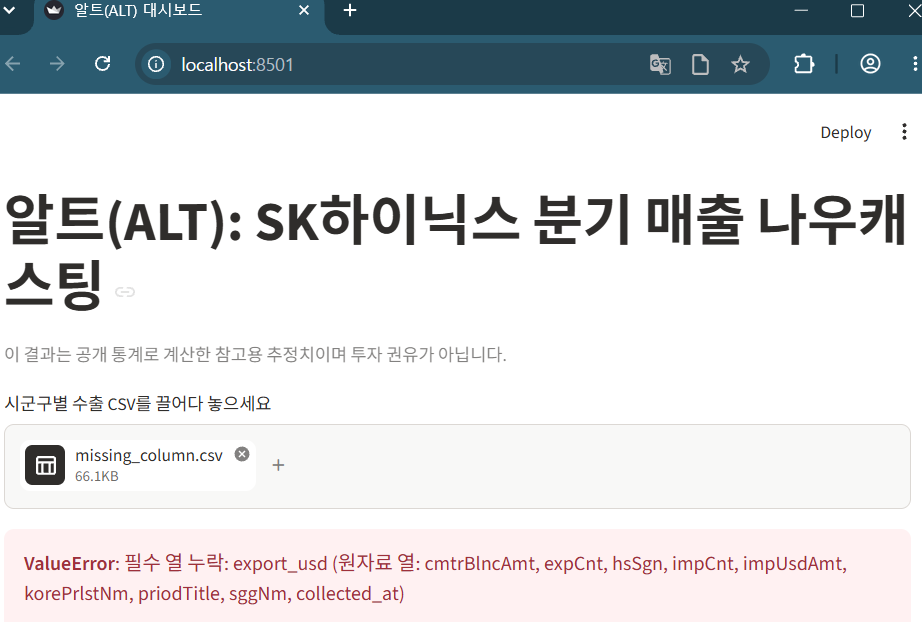 알트(ALT) 대시보드
localhost:8501
Deploy
알트(ALT): SK하이닉스 분기 매출 나우캐
스팅
이 결과는 공개 통계로 계산한 참고용 추정치이며 투자 권유가 아닙니다.
시군구별 수출 CSV를 끌어다 놓으세요
missing_column.csv
66.1KB
ValueError: 필수 열 누락: export_usd (원자료 열: cmtrBlncAmt, expCnt, hsSgn, impCnt, impUsdAmt,
korePrlstNm, priodTitle, sggNm, collected_at)